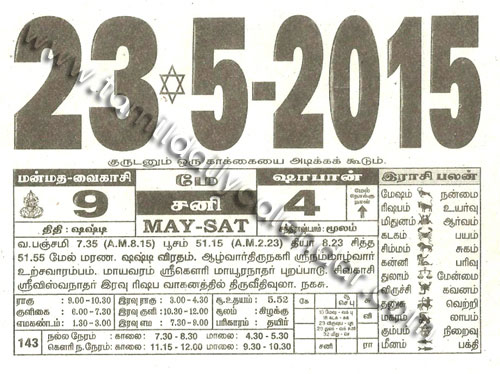 23✡5-2015
www.tamildailycalendar.com
குருடனும் ஒரு காக்கையை அடிக்கக் கூடும்.
மன்மத-வைகாசி மே ஷாபான் இராசி பலன்
9 சனி 4 மேல் நோக்கு நாள்
திதி : ஷஷ்டி MAY-SAT சந்திராஷ்டமம்: மூலம்
வ.பஞ்சமி 7.35 (A.M.8.15) பூசம் 51.15 (A.M.2.23) தியா 8.23 சித்த
51.55 மேல் மரண. ஷஷ்டி விரதம். ஆழ்வார்திருநகரி ஸ்ரீநம்மாழ்வார்
உற்சவாரம்பம். மாயவரம் ஸ்ரீகௌரி மாயூரநாதர் புறப்பாடு. சிவகாசி
ஸ்ரீவிஸ்வநாதர் இரவு ரிஷப வாகனத்தில் திருவீதிவுலா. நகசு.
மேஷம் நன்மை
ரிஷபம் உயர்வு
மிதுனம் ஆர்வம்
கடகம் பயம்
சிம்மம் சுகம்
கன்னி பரிவு
துலாம் மேன்மை
விருச்சி கவனம்
தனுசு வெற்றி
மகரம் லாபம்
கும்பம் நிறைவு
மீனம் பக்தி
ராகு : 9.00-10.30 இரவு ராகு : 3.00-4.30 சூ.உதயம் : 5.52
குளிகை : 6.00-7.30 இரவு குளி :10.30-12.00 சூலம் : கிழக்கு
எமகண்டம் : 1.30-3.00 இரவு எம : 7.30-9.00 பரிகாரம் : தயிர்
143 நல்ல நேரம் : காலை: 7.30 - 8.30 மாலை: 4.30 - 5.30
கௌரி ந.நேரம் : காலை: 11.15 - 12.00 மாலை: 9.30 - 10.30
கே
சனி ரா